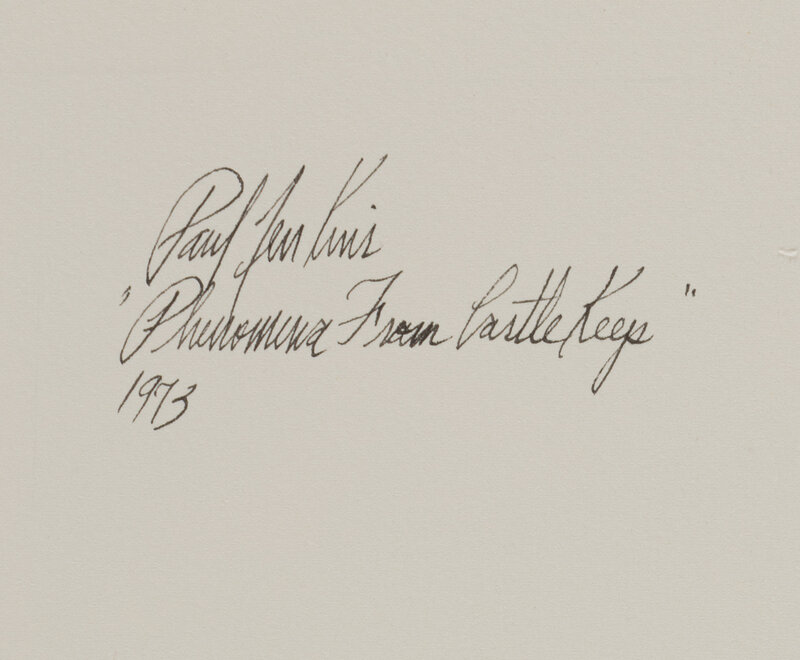 Paul Jenkins
"Phenomena From Castle Keep"
1973